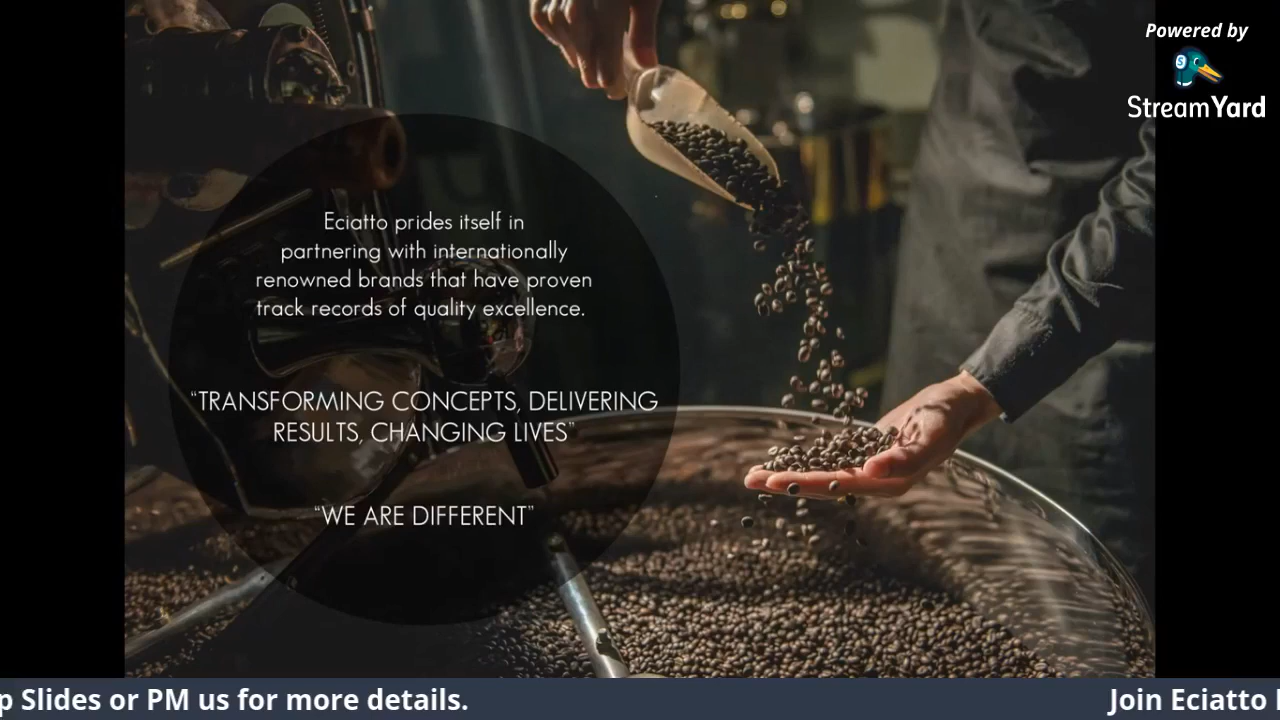 Powered by
StreamYard
Eciatto prides itself in
partnering with internationally
renowned brands that have proven
track records of quality excellence.
“TRANSFORMING CONCEPTS, DELIVERING
RESULTS, CHANGING LIVES”
“WE ARE DIFFERENT”
Slides or PM us for more details.
Join Eciatto